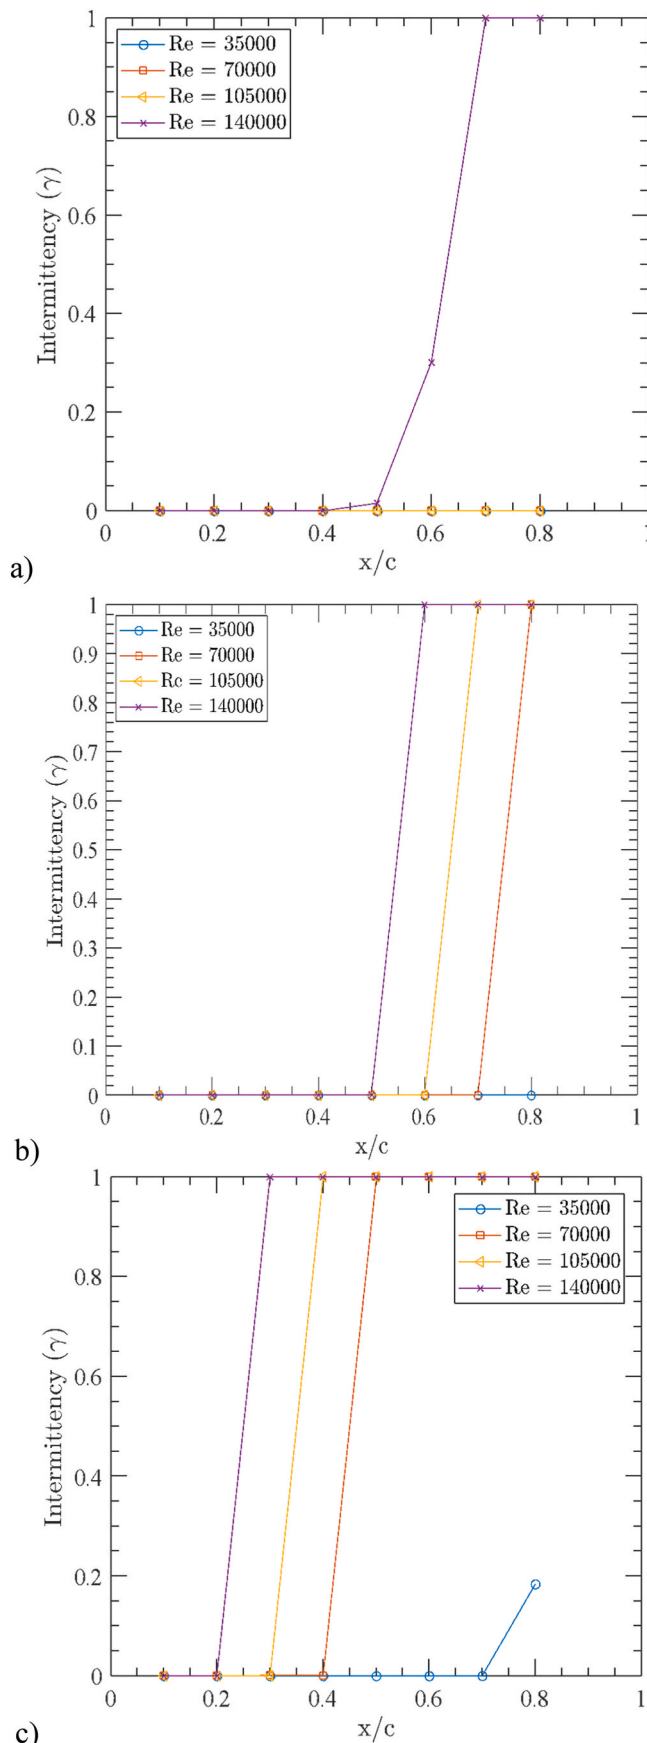 1
Re = 35000
Re = 70000
Re = 105000
Re = 140000
0.8
0.6
0.4
0.2
0
Intermittency (γ)
0 0.2 0.4 0.6 0.8 1
x/c
a)
1
Re = 35000
Re = 70000
Rc = 105000
Re = 140000
0.9
0.8
0.7
0.6
0.5
0.4
0.3
0.2
0.1
0
Intermittency (γ)
0 0.2 0.4 0.6 0.8 1
x/c
b)
1
Re = 35000
Re = 70000
Re = 105000
Re = 140000
0.8
0.6
0.4
0.2
0
Intermittency (γ)
0 0.2 0.4 0.6 0.8 1
x/c
c)